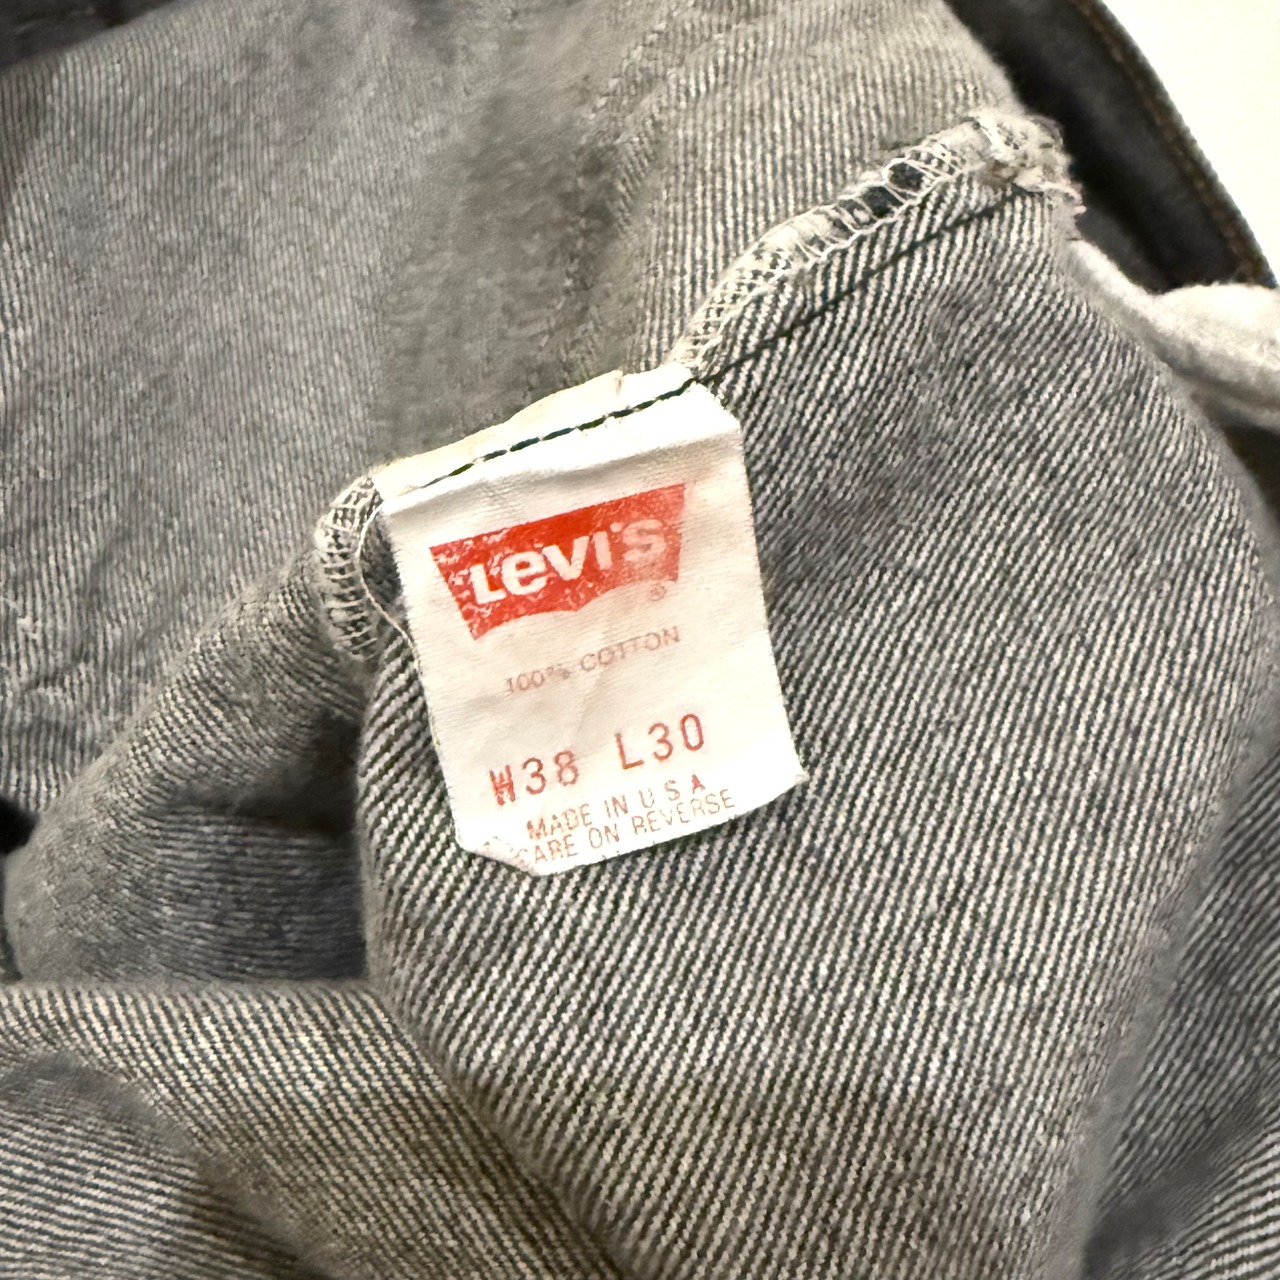 Levi's
®
100% COTTON
W38 L30
MADE IN U S A
CARE ON REVERSE